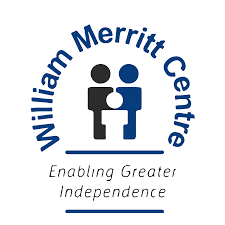 William Merritt Centre
Enabling Greater
Independence